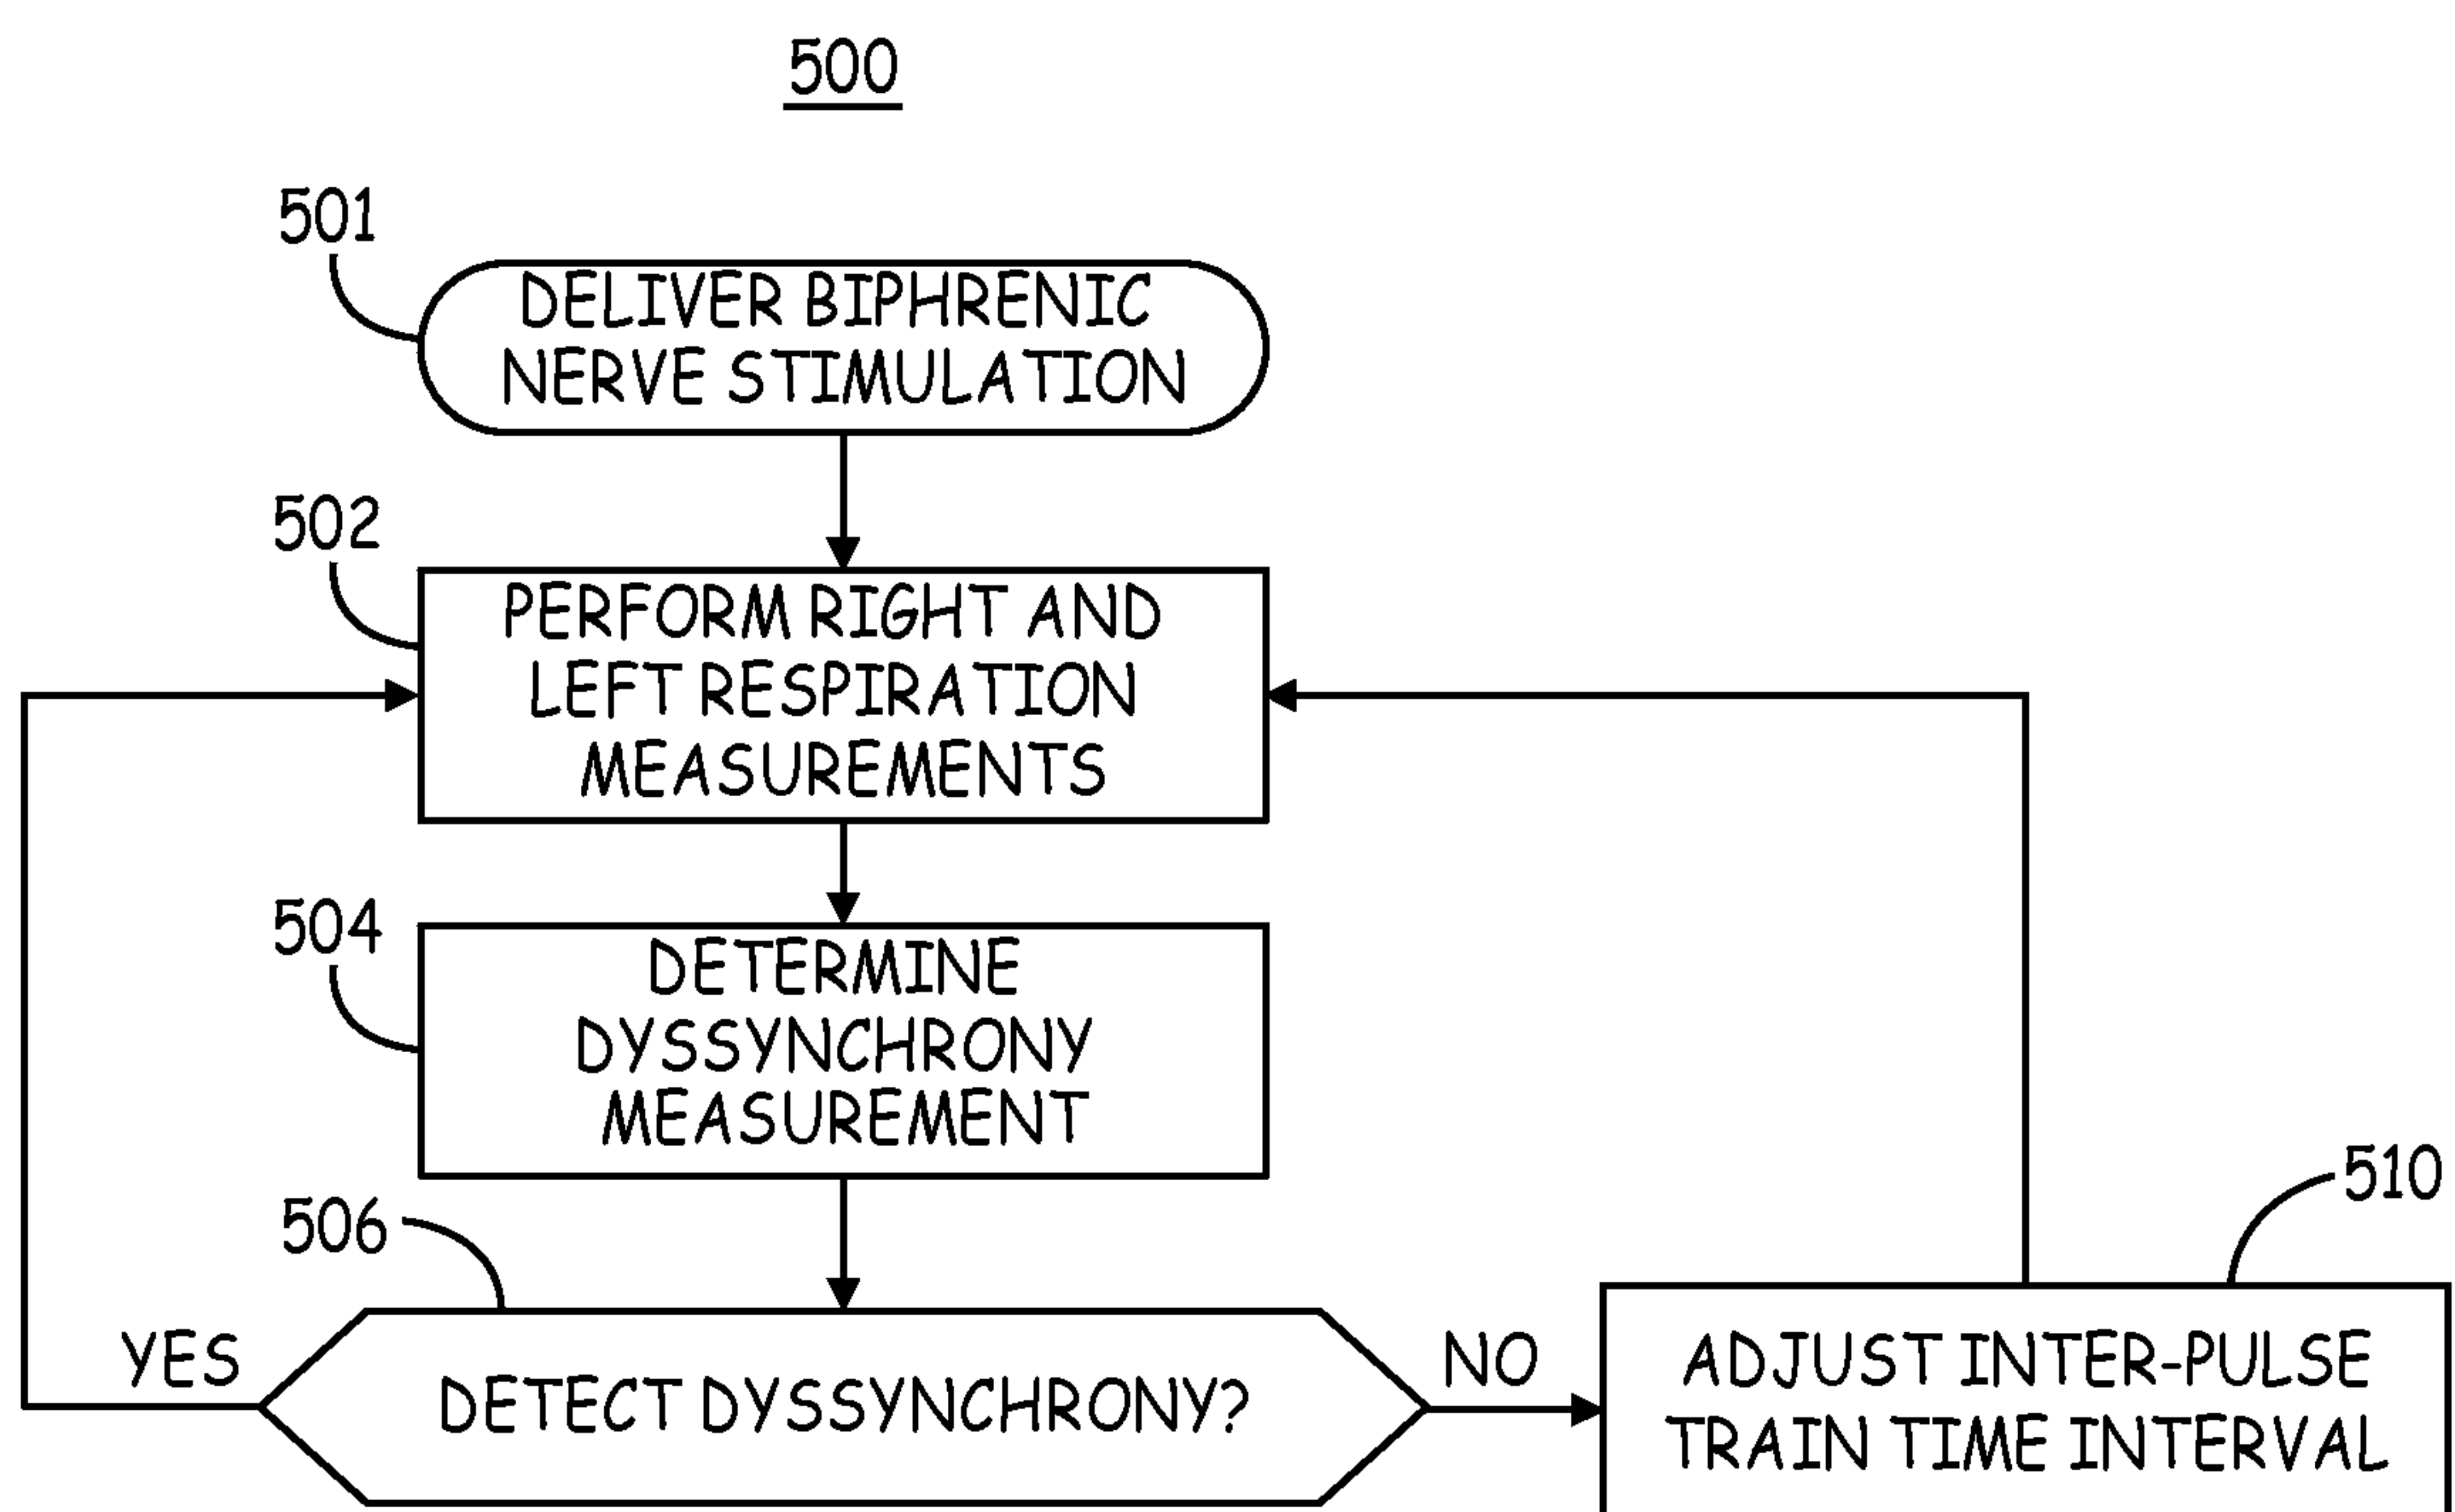 500
501
DELIVER BIPHRENIC
NERVE STIMULATION
502
PERFORM RIGHT AND
LEFT RESPIRATION
MEASUREMENTS
504
DETERMINE
DYSSYNCHRONY
MEASUREMENT
506
510
YES
DETECT DYSSYNCHRONY?
NO
ADJUST INTER-PULSE
TRAIN TIME INTERVAL